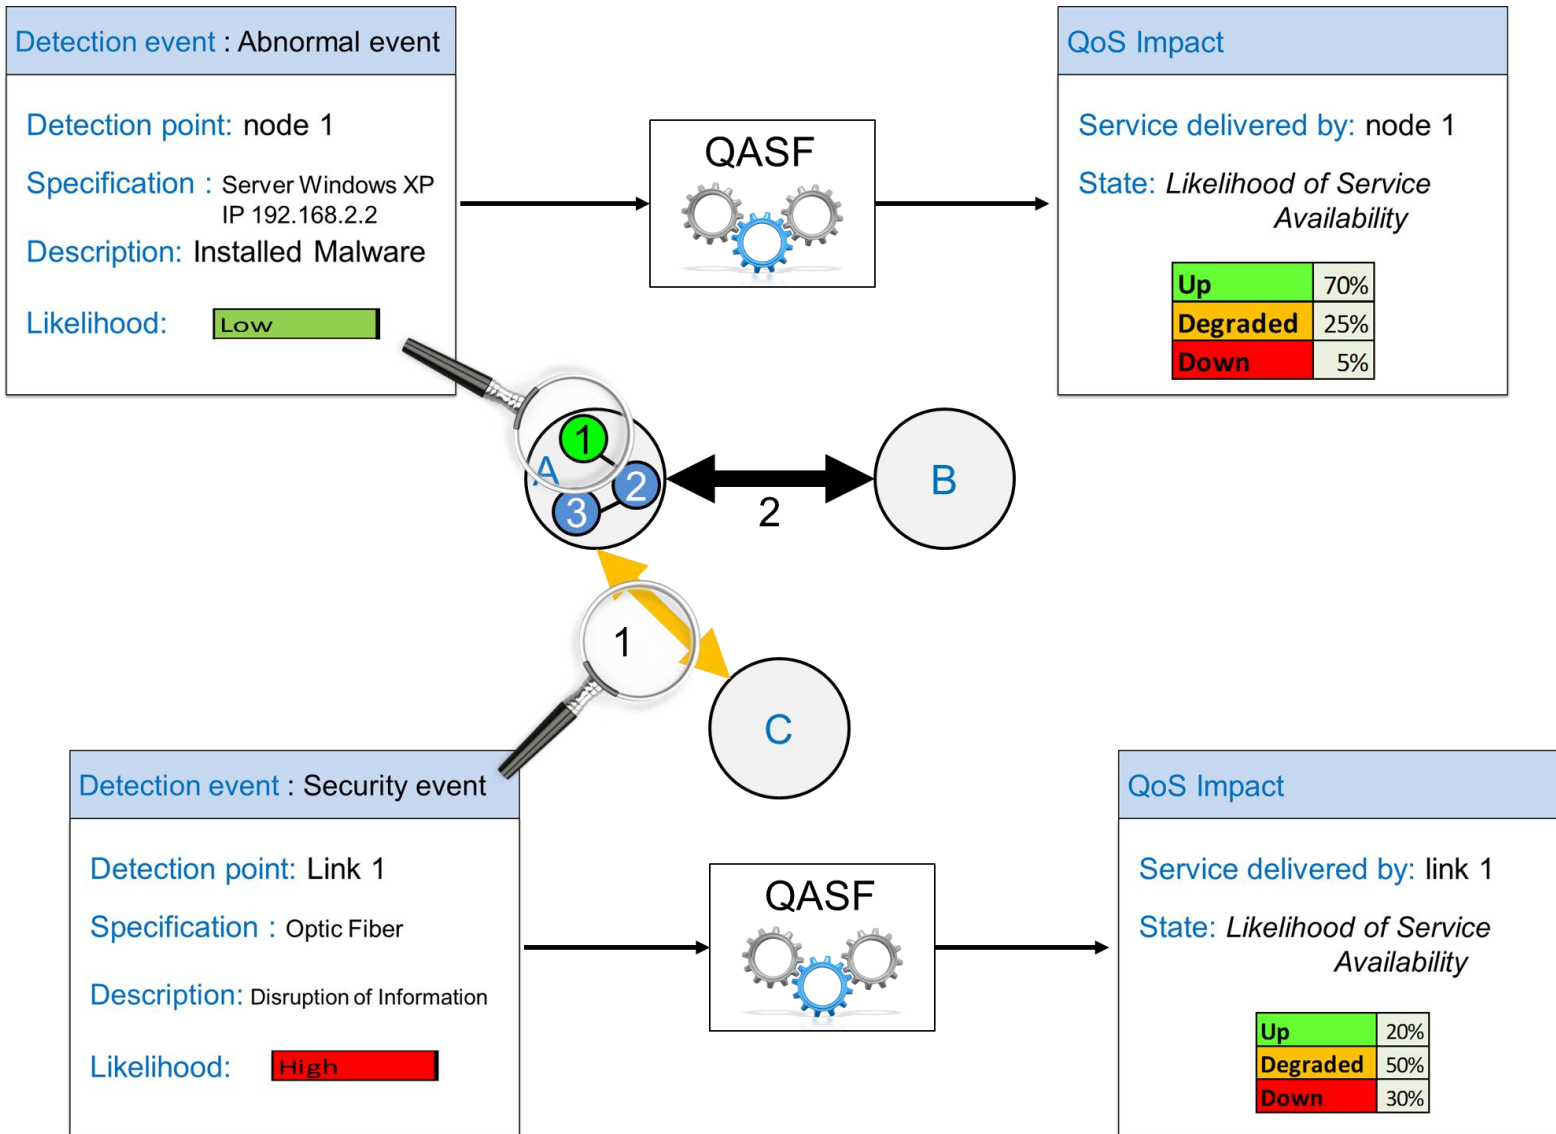 Detection event : Abnormal event
Detection point: node 1
Specification : Server Windows XP
IP 192.168.2.2
Description: Installed Malware
Likelihood: Low
QASF
QoS Impact
Service delivered by: node 1
State: Likelihood of Service
Availability
Up 70%
Degraded 25%
Down 5%
1
A
2
3
2
B
1
C
Detection event : Security event
Detection point: Link 1
Specification : Optic Fiber
Description: Disruption of Information
Likelihood: High
QASF
QoS Impact
Service delivered by: link 1
State: Likelihood of Service
Availability
Up 20%
Degraded 50%
Down 30%